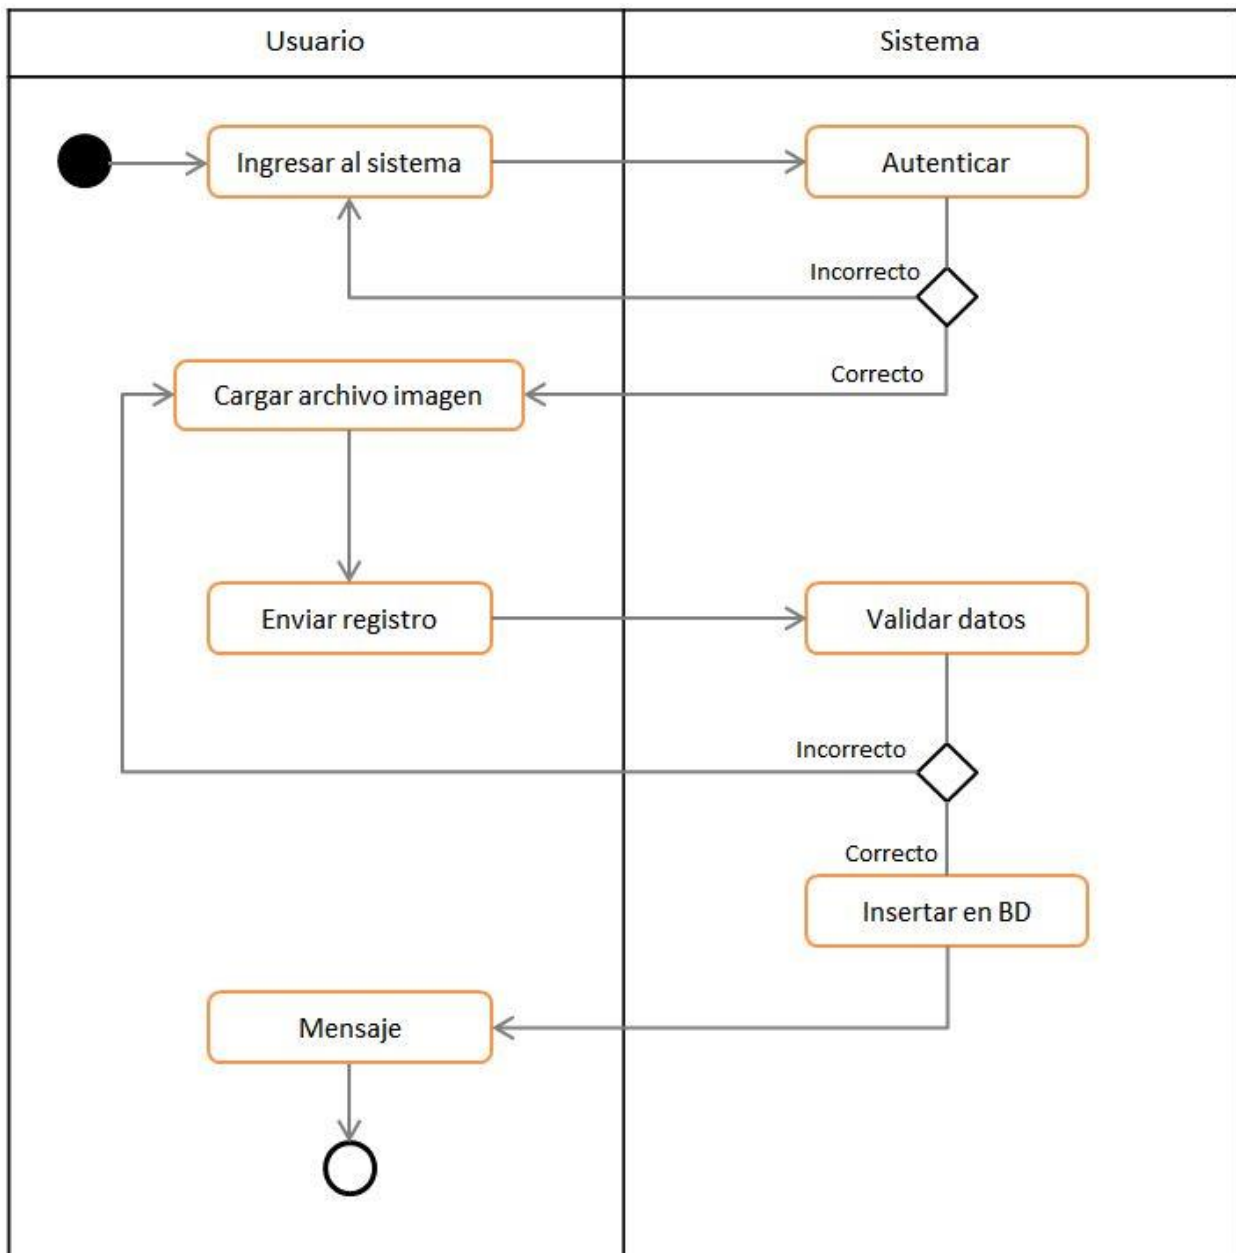 Usuario
Sistema
Ingresar al sistema
Autenticar
Incorrecto
Correcto
Cargar archivo imagen
Enviar registro
Validar datos
Incorrecto
Correcto
Insertar en BD
Mensaje